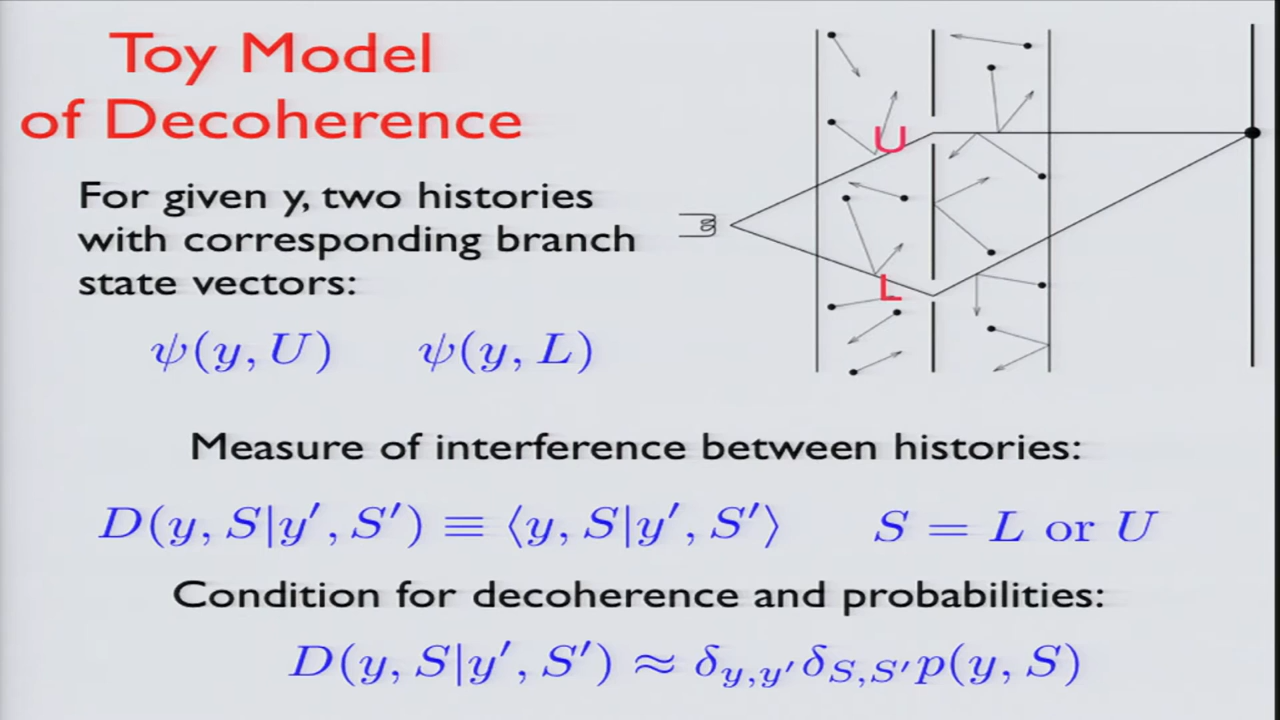 Toy Model
of Decoherence
For given y, two histories
with corresponding branch
state vectors:
ψ(y, U) ψ(y, L)
U
L
Measure of interference between histories:
D(y, S|y′, S′) ≡ ⟨y, S|y′, S′⟩ S = L or U
Condition for decoherence and probabilities:
D(y, S|y′, S′) ≈ δ_{y,y′}δ_{S,S′}p(y, S)